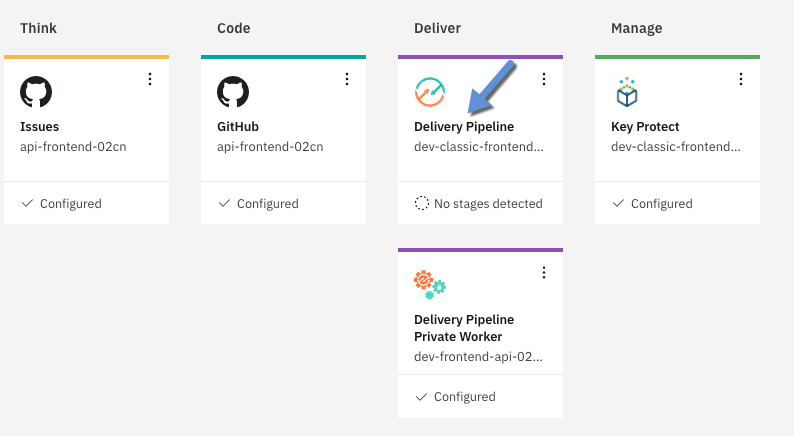 Think
Code
Deliver
Manage
Issues
api-frontend-02cn
Configured
GitHub
api-frontend-02cn
Configured
Delivery Pipeline
dev-classic-frontend...
No stages detected
Key Protect
dev-classic-frontend...
Configured
Delivery Pipeline
Private Worker
dev-frontend-api-02...
Configured